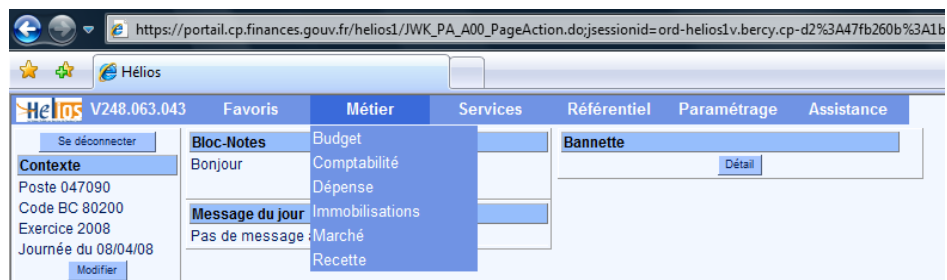 https://portail.cp.finances.gouv.fr/helios1/JWK_PA_A00_PageAction.do;jsessionid=ord-helios1v.bercy.cp-d2%3A47fb260b%3A1b
Hélios
Helios V248.063.043 Favoris Métier Services Référentiel Paramétrage Assistance
Se déconnecter
Contexte
Poste 047090
Code BC 80200
Exercice 2008
Journée du 08/04/08
Modifier
Bloc-Notes
Bonjour
Message du jour
Pas de message
Budget
Comptabilité
Dépense
Immobilisations
Marché
Recette
Bannette
Détail